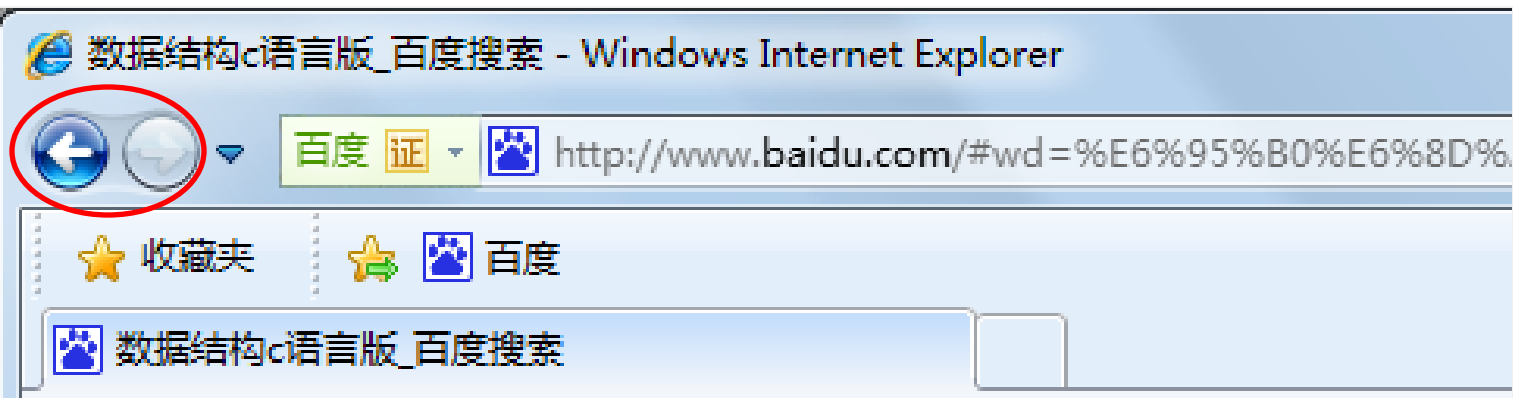 数据结构c语言版_百度搜索 - Windows Internet Explorer
百度 证 http://www.baidu.com/#wd=%E6%95%B0%E6%8D%
收藏夹 百度
数据结构c语言版_百度搜索